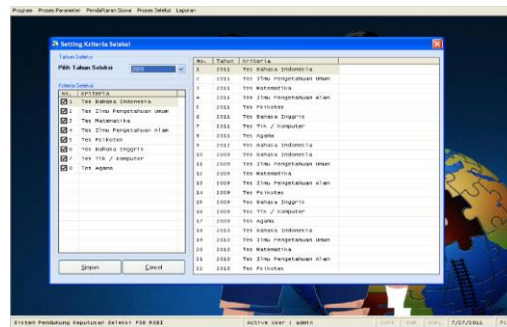 Program Proses Parameter Pendaftaran Siswa Proses Seleksi Laporan
Setting Kriteria Seleksi
Tahun Seleksi
Pilih Tahun Seleksi 2009
Kriteria Seleksi
No. Kriteria
1 Tes Bahasa Indonesia
2 Tes Ilmu Pengetahuan Umum
3 Tes Matematika
4 Tes Ilmu Pengetahuan Alam
5 Tes Psikotes
6 Tes Bahasa Inggris
7 Tes TIK / Komputer
8 Tes Agama
Simpan Cancel
No. Tahun Kriteria
1 2011 Tes Bahasa Indonesia
2 2011 Tes Ilmu Pengetahuan Umum
3 2011 Tes Matematika
4 2011 Tes Ilmu Pengetahuan Alam
5 2011 Tes Psikotes
6 2011 Tes Bahasa Inggris
7 2011 Tes TIK / Komputer
8 2011 Tes Agama
9 2012 Tes Bahasa Indonesia
10 2009 Tes Bahasa Indonesia
11 2009 Tes Ilmu Pengetahuan Umum
12 2009 Tes Matematika
13 2009 Tes Ilmu Pengetahuan Alam
14 2009 Tes Psikotes
15 2009 Tes Bahasa Inggris
16 2009 Tes TIK / Komputer
17 2009 Tes Agama
18 2010 Tes Bahasa Indonesia
19 2010 Tes Ilmu Pengetahuan Umum
20 2010 Tes Matematika
21 2010 Tes Ilmu Pengetahuan Alam
22 2010 Tes Psikotes
Sistem Pendukung Keputusan Seleksi PSB RSBI Active user : admin 7/27/2011